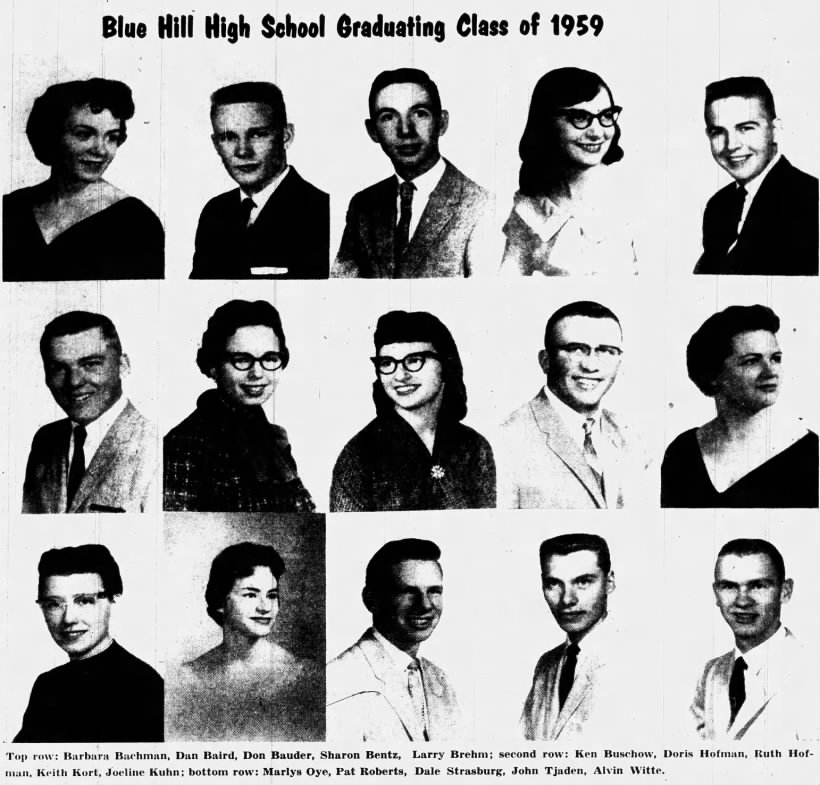 Blue Hill High School Graduating Class of 1959
Top row: Barbara Bachman, Dan Baird, Don Bauder, Sharon Bentz, Larry Brehm; second row: Ken Buschow, Doris Hofman, Ruth Hof-
man, Keith Kort, Joeline Kuhn; bottom row: Marlys Oye, Pat Roberts, Dale Strasburg, John Tjaden, Alvin Witte.